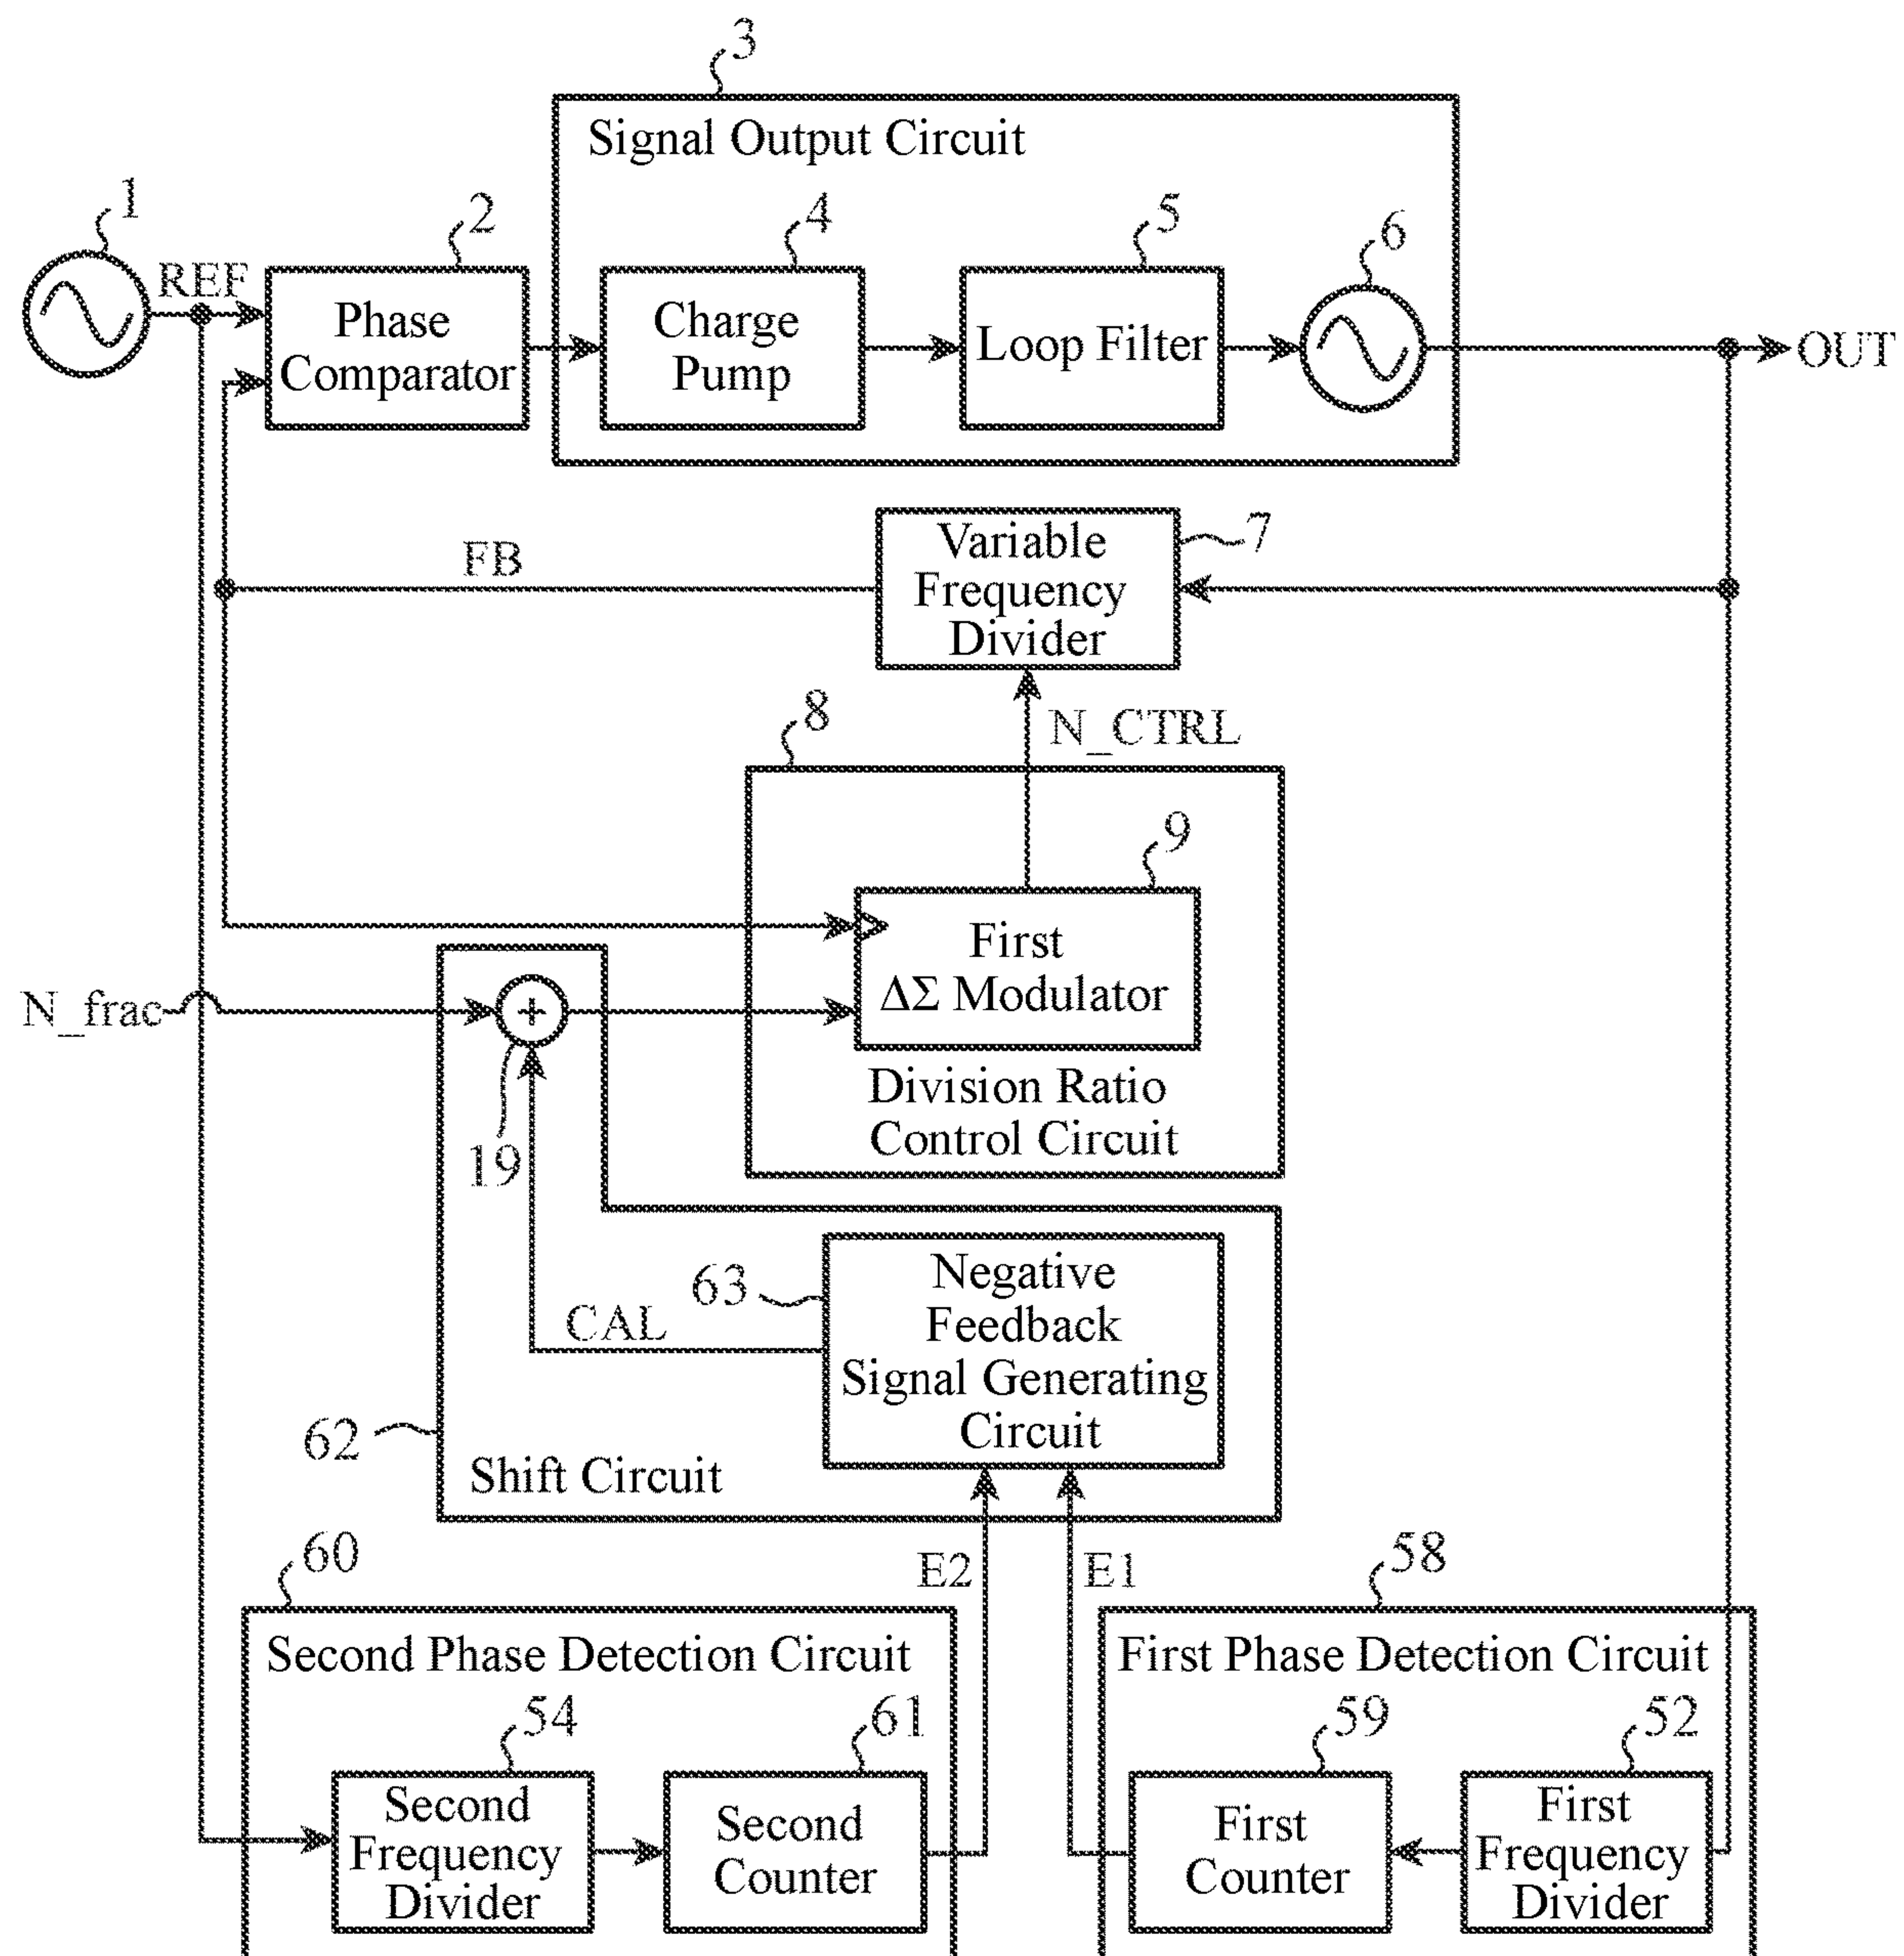 3
Signal Output Circuit
1
2
4
5
6
REF
Phase
Comparator
Charge
Pump
Loop Filter
OUT
FB
Variable
Frequency
Divider
7
8
N_CTRL
9
First
ΔΣ Modulator
N_frac
+
19
Division Ratio
Control Circuit
63
Negative
Feedback
Signal Generating
Circuit
CAL
62
Shift Circuit
60
E2
E1
58
Second Phase Detection Circuit
First Phase Detection Circuit
54
61
59
52
Second
Frequency
Divider
Second
Counter
First
Counter
First
Frequency
Divider